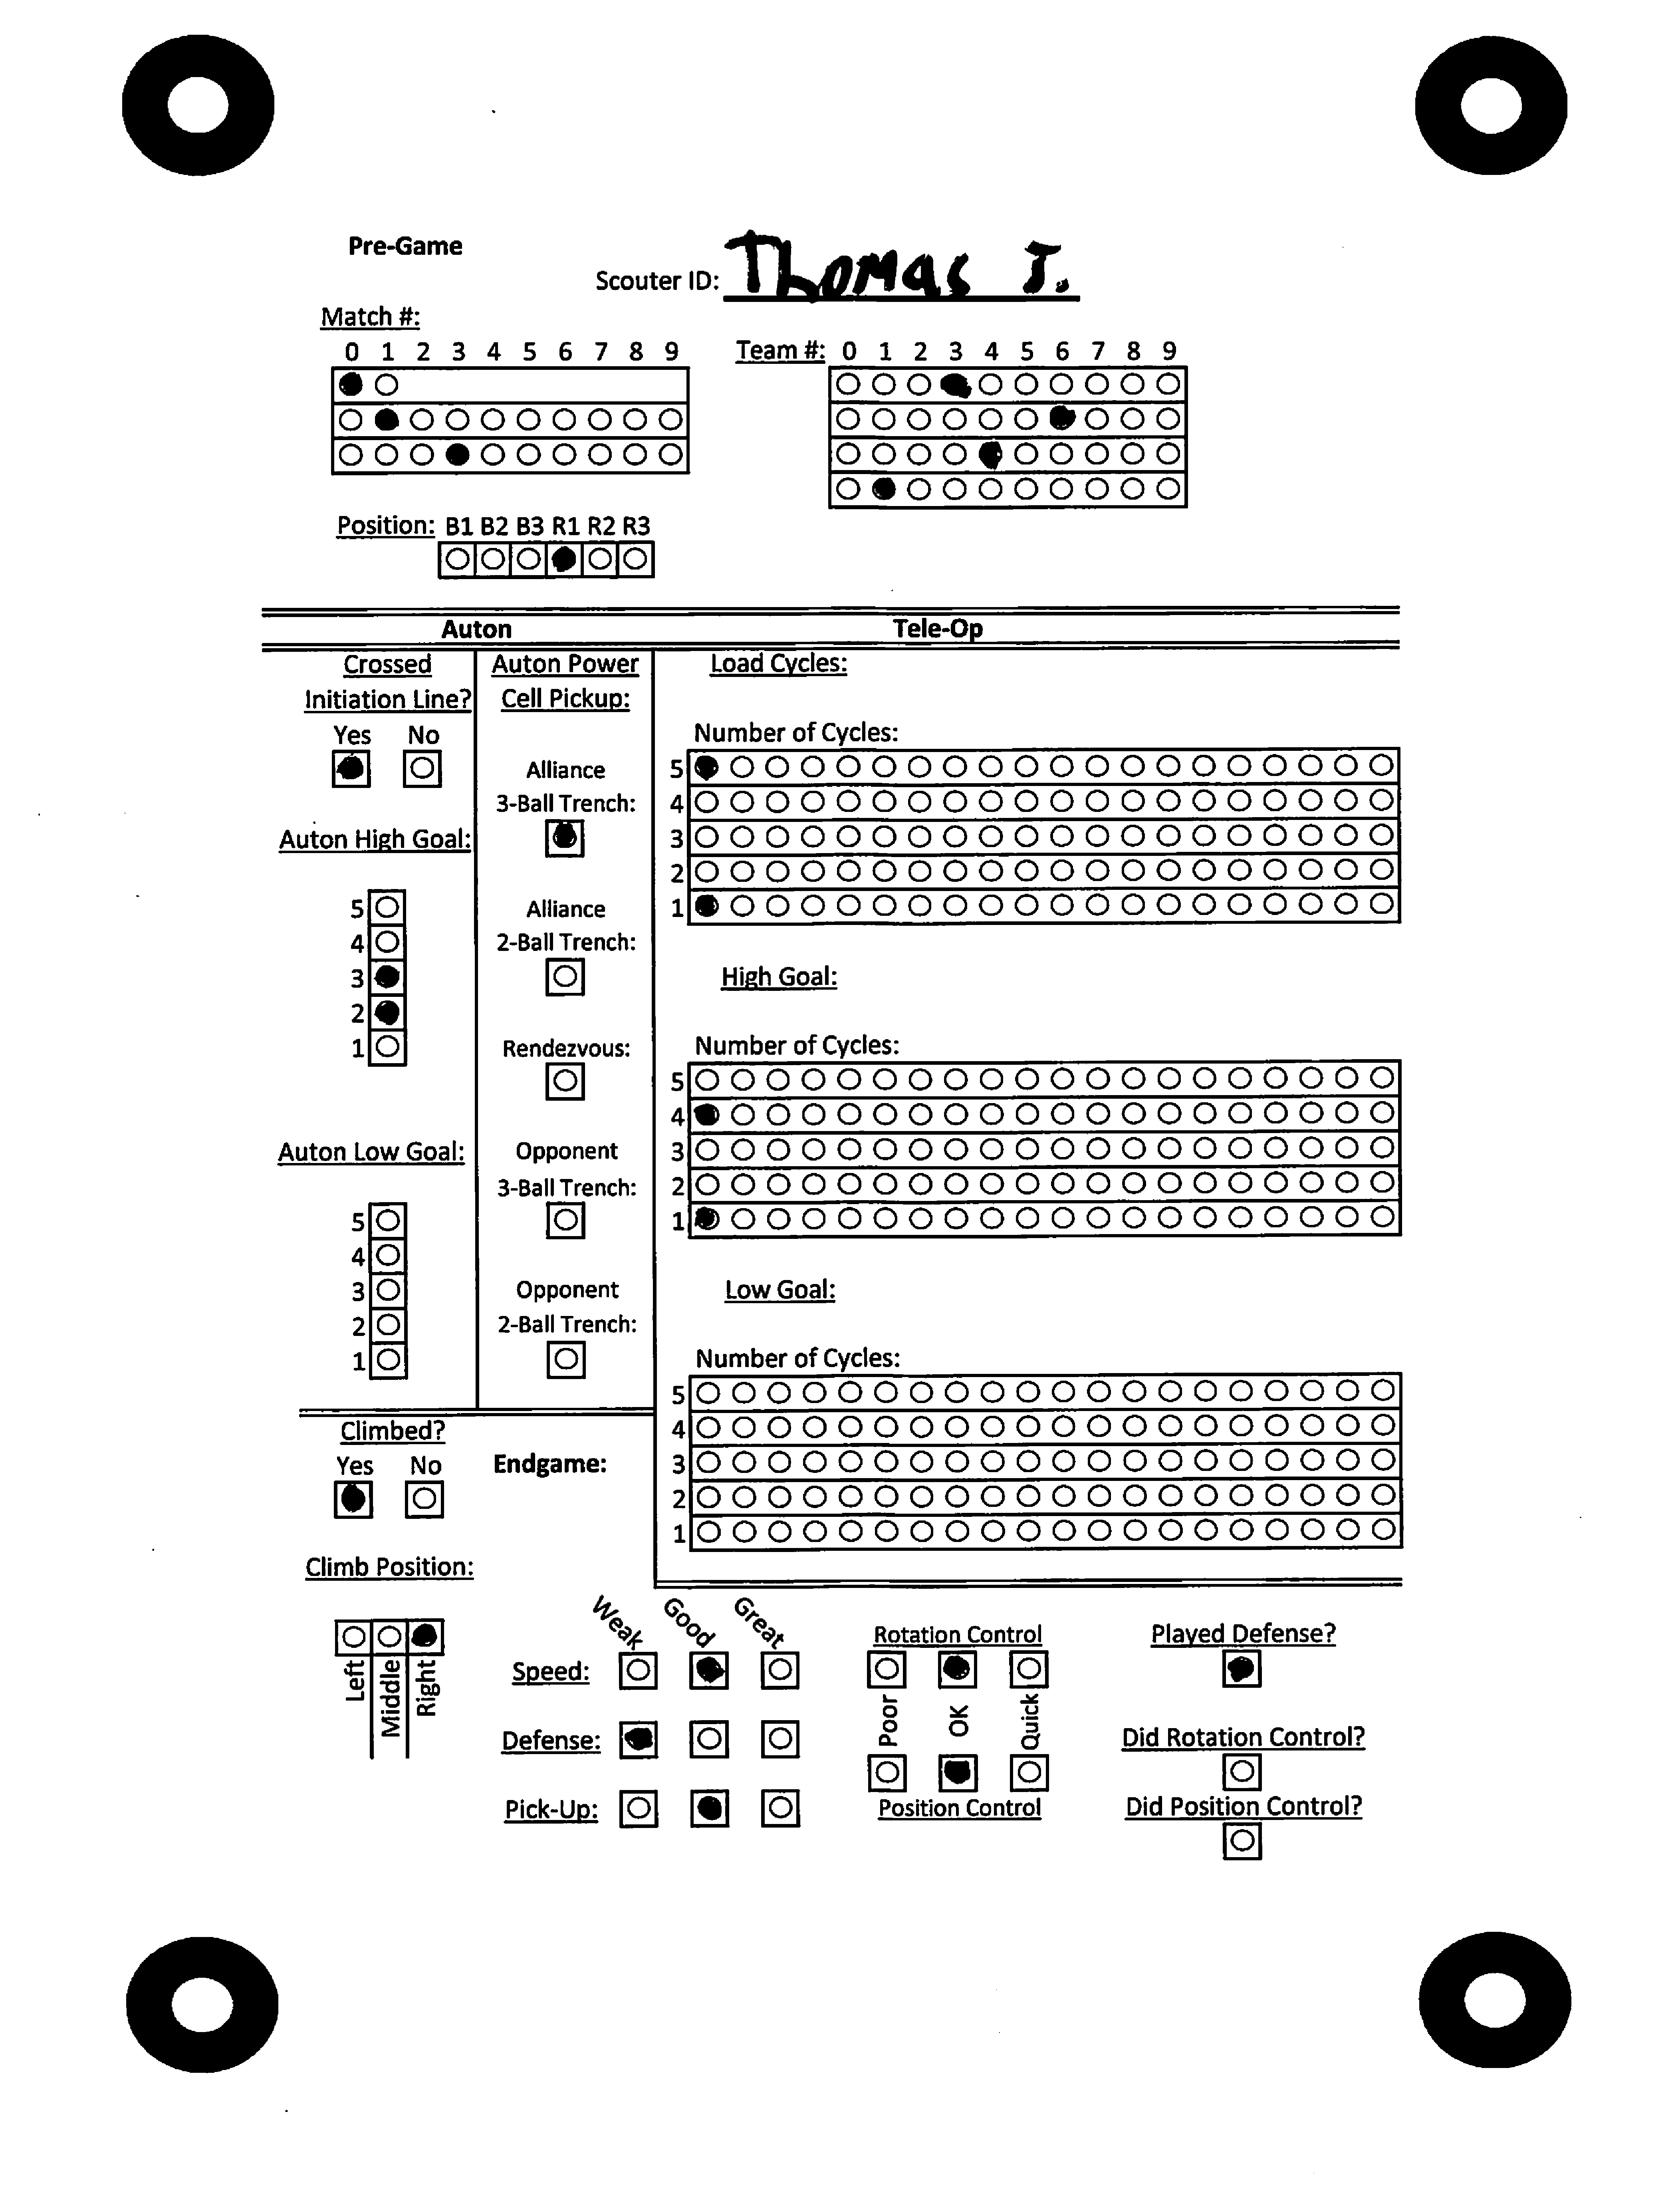 Pre-Game
Scouter ID: Thomas J.
Match #:
0 1 2 3 4 5 6 7 8 9
Team #: 0 1 2 3 4 5 6 7 8 9
Position: B1 B2 B3 R1 R2 R3
Auton
Tele-Op
Crossed
Initiation Line?
Yes No
Auton High Goal:
5
4
3
2
1
Auton Low Goal:
5
4
3
2
1
Auton Power
Cell Pickup:
Alliance
3-Ball Trench:
Alliance
2-Ball Trench:
Rendezvous:
Opponent
3-Ball Trench:
Opponent
2-Ball Trench:
Load Cycles:
Number of Cycles:
5
4
3
2
1
High Goal:
Number of Cycles:
5
4
3
2
1
Low Goal:
Number of Cycles:
5
4
3
2
1
Climbed?
Yes No
Endgame:
Climb Position:
Left
Middle
Right
Weak Good Great
Speed:
Defense:
Pick-Up:
Rotation Control
Poor OK Quick
Position Control
Played Defense?
Did Rotation Control?
Did Position Control?